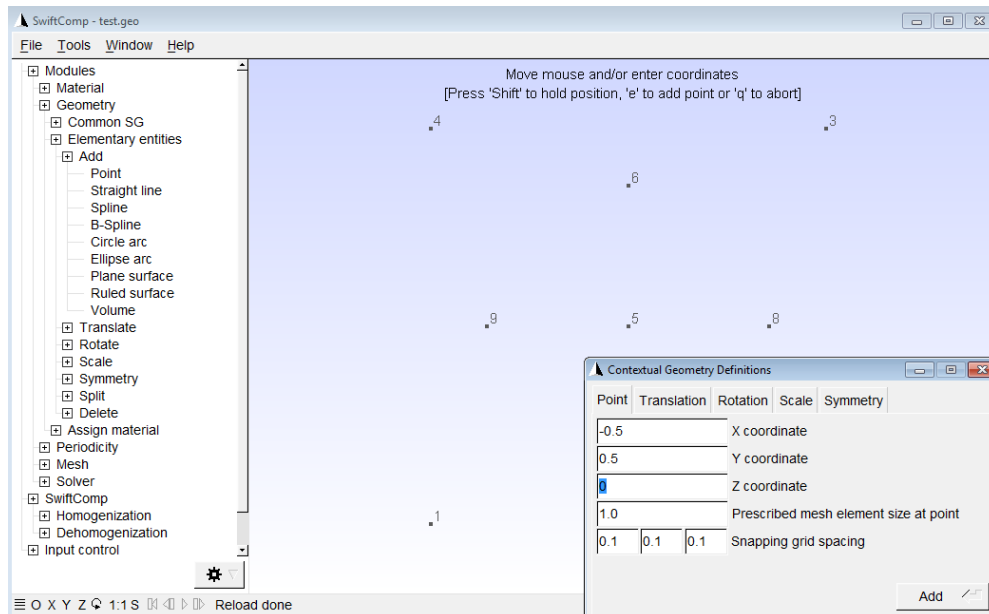 SwiftComp - test.geo
File Tools Window Help
Modules
Material
Geometry
Common SG
Elementary entities
Add
Point
Straight line
Spline
B-Spline
Circle arc
Ellipse arc
Plane surface
Ruled surface
Volume
Translate
Rotate
Scale
Symmetry
Split
Delete
Assign material
Periodicity
Mesh
Solver
SwiftComp
Homogenization
Dehomogenization
Input control
Move mouse and/or enter coordinates
[Press 'Shift' to hold position, 'e' to add point or 'q' to abort]
4
3
6
9
5
8
1
Contextual Geometry Definitions
Point Translation Rotation Scale Symmetry
-0.5 X coordinate
0.5 Y coordinate
0 Z coordinate
1.0 Prescribed mesh element size at point
0.1 0.1 0.1 Snapping grid spacing
Add
O X Y Z 1:1 S Reload done